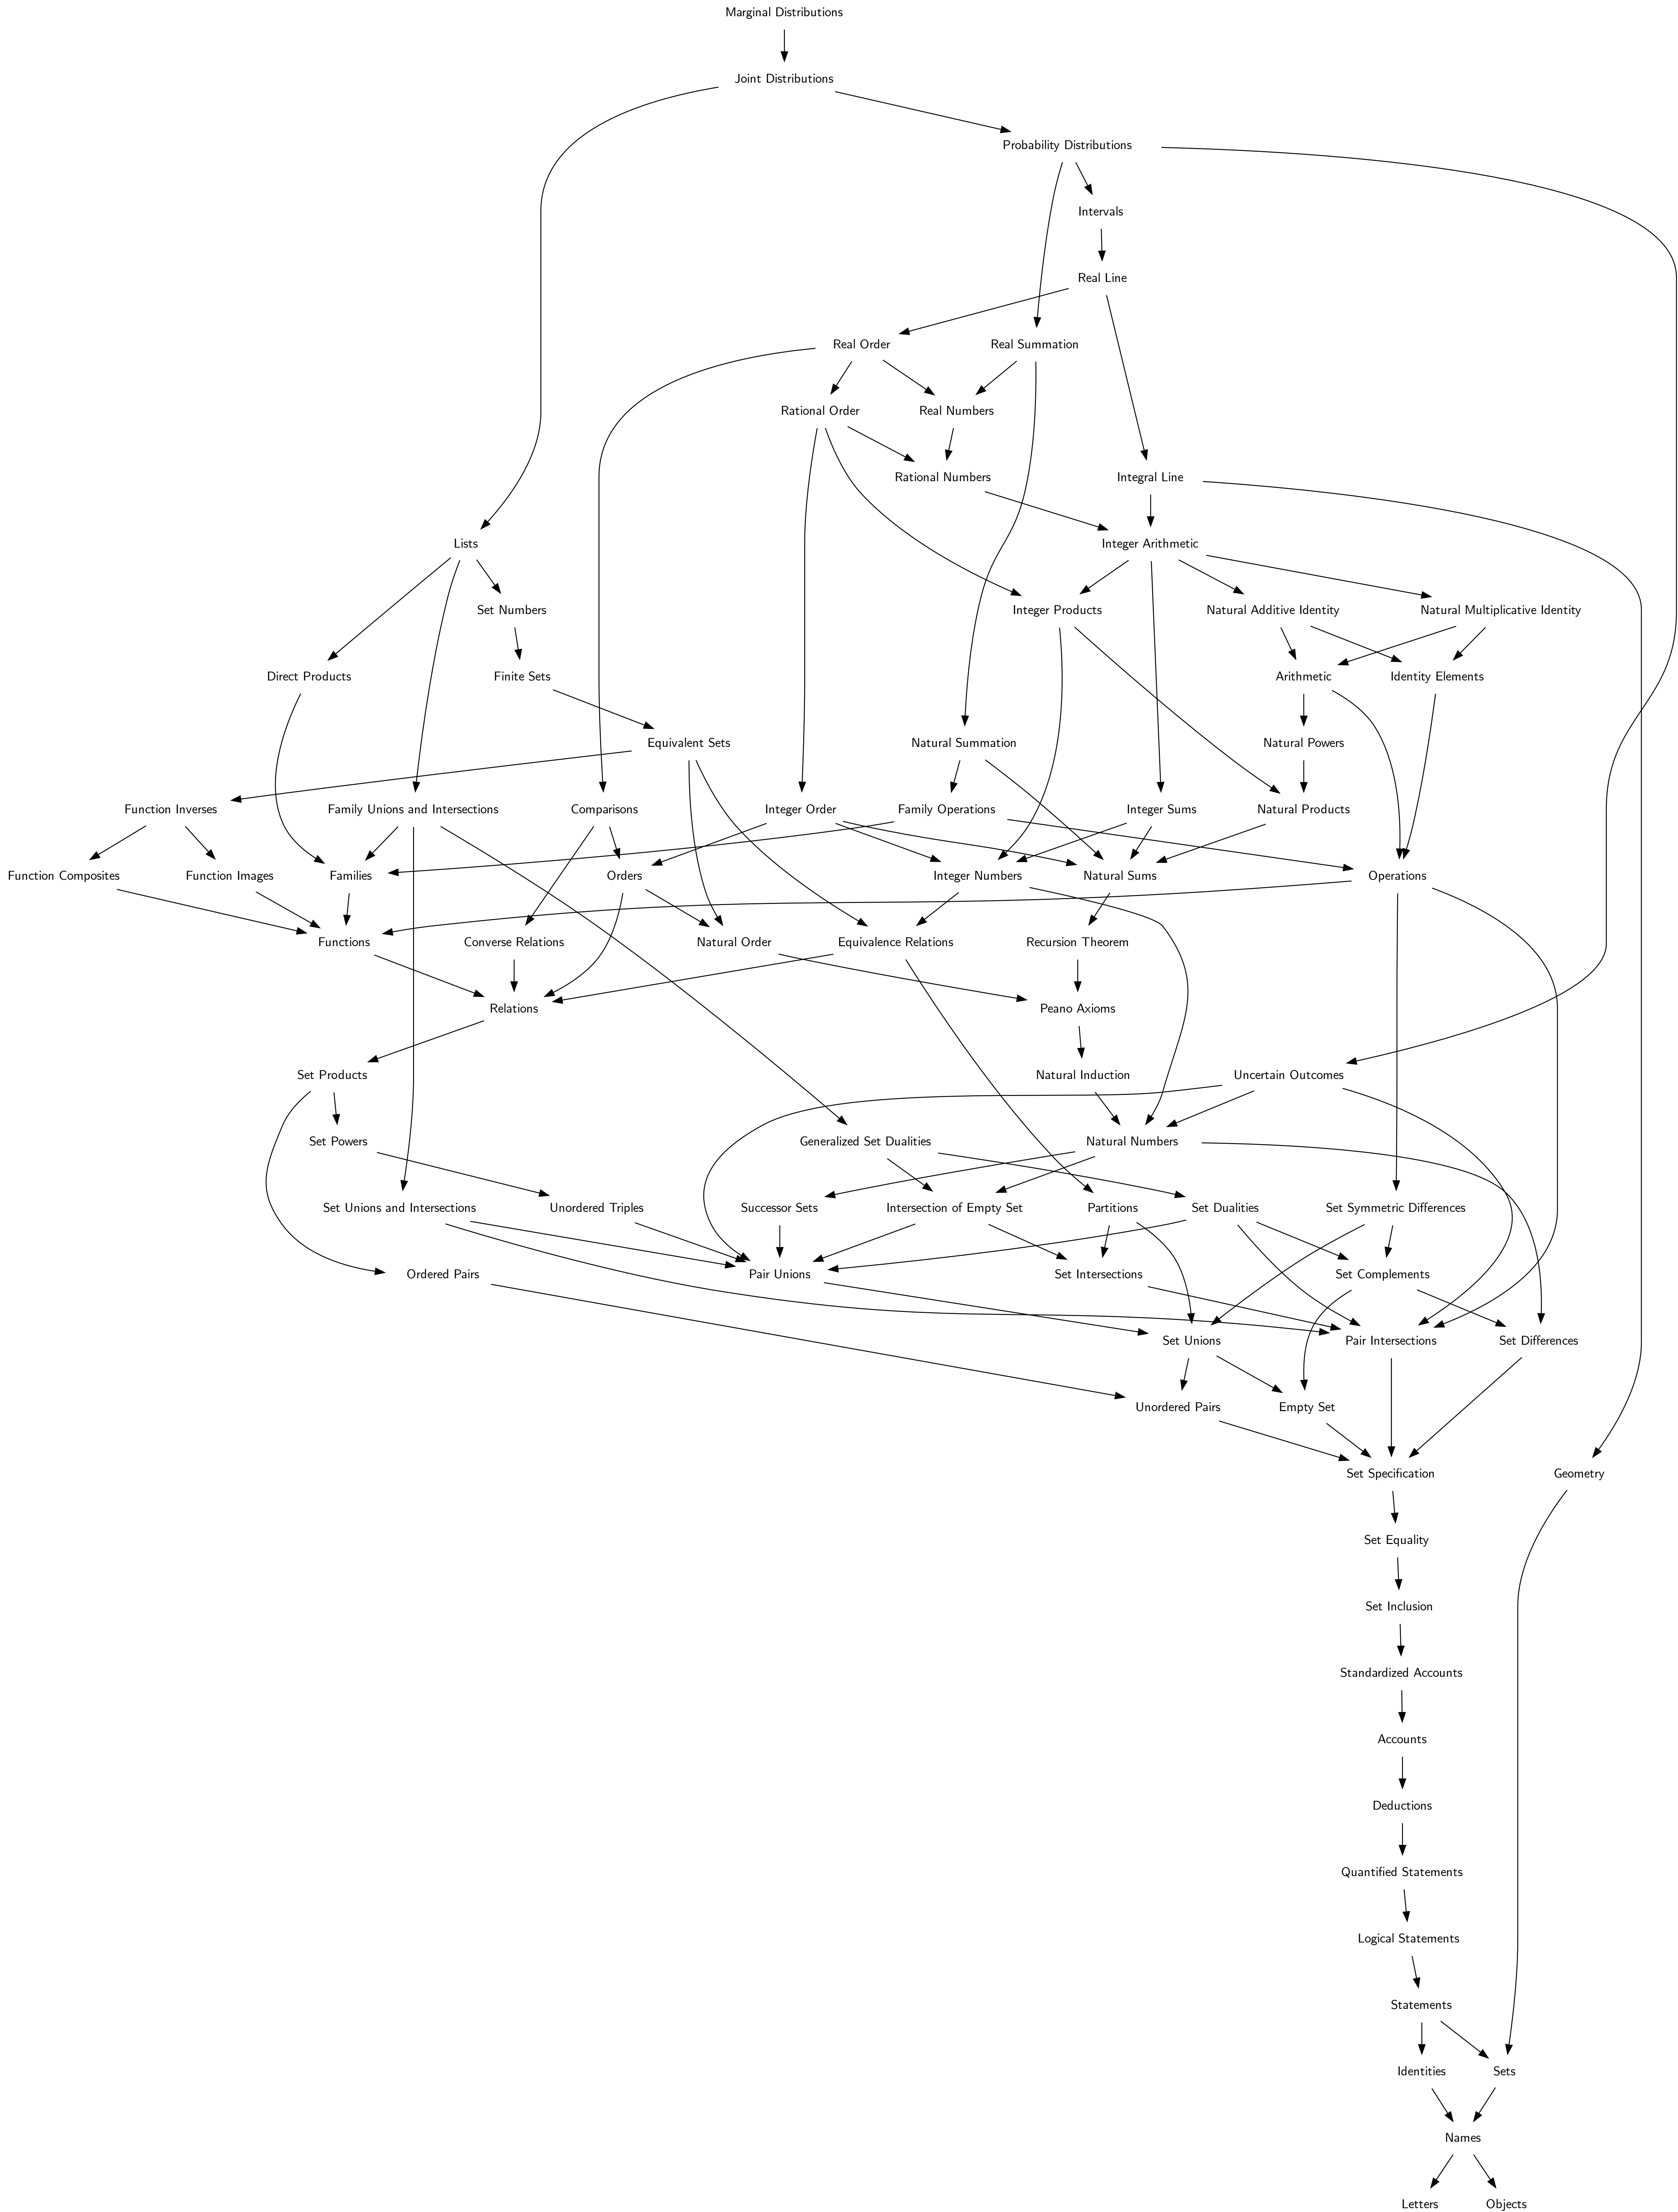 Marginal Distributions
Joint Distributions
Probability Distributions
Intervals
Real Line
Real Order
Real Summation
Rational Order
Real Numbers
Rational Numbers
Integral Line
Lists
Integer Arithmetic
Set Numbers
Integer Products
Natural Additive Identity
Natural Multiplicative Identity
Direct Products
Finite Sets
Arithmetic
Identity Elements
Equivalent Sets
Natural Summation
Natural Powers
Function Inverses
Family Unions and Intersections
Comparisons
Integer Order
Family Operations
Integer Sums
Natural Products
Function Composites
Function Images
Families
Orders
Integer Numbers
Natural Sums
Operations
Functions
Converse Relations
Natural Order
Equivalence Relations
Recursion Theorem
Relations
Peano Axioms
Set Products
Natural Induction
Uncertain Outcomes
Set Powers
Generalized Set Dualities
Natural Numbers
Set Unions and Intersections
Unordered Triples
Successor Sets
Intersection of Empty Set
Partitions
Set Dualities
Set Symmetric Differences
Ordered Pairs
Pair Unions
Set Intersections
Set Complements
Set Unions
Pair Intersections
Set Differences
Unordered Pairs
Empty Set
Set Specification
Geometry
Set Equality
Set Inclusion
Standardized Accounts
Accounts
Deductions
Quantified Statements
Logical Statements
Statements
Identities
Sets
Names
Letters
Objects